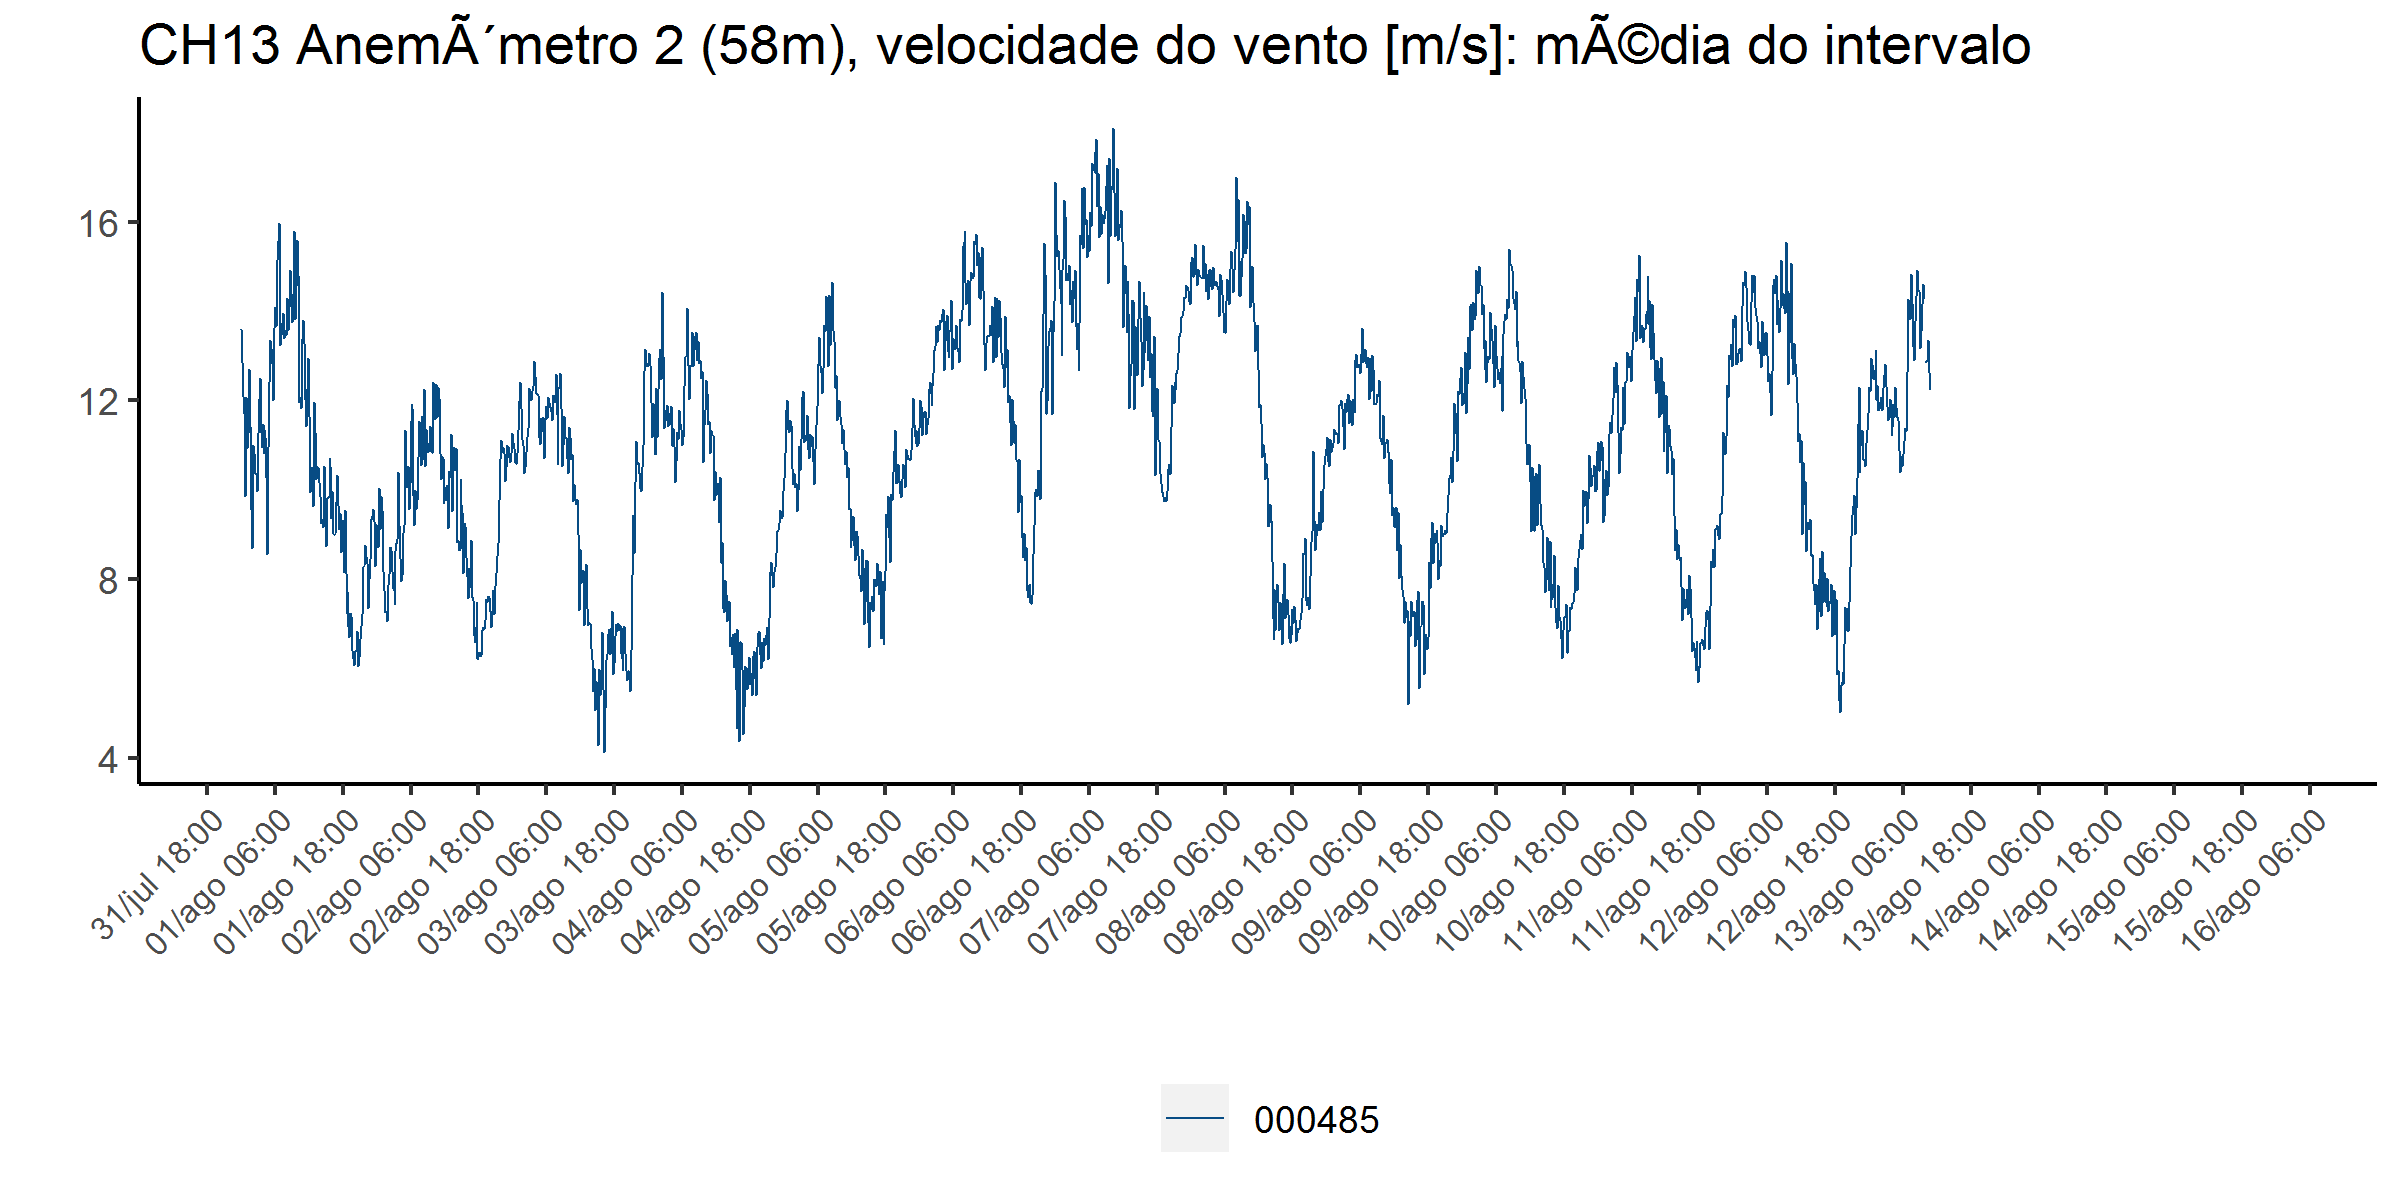 CH13 AnemÃ´metro 2 (58m), velocidade do vento [m/s]: mÃ©dia do intervalo
16
12
8
4
31/jul 18:00
01/ago 06:00
01/ago 18:00
02/ago 06:00
02/ago 18:00
03/ago 06:00
03/ago 18:00
04/ago 06:00
04/ago 18:00
05/ago 06:00
05/ago 18:00
06/ago 06:00
06/ago 18:00
07/ago 06:00
07/ago 18:00
08/ago 06:00
08/ago 18:00
09/ago 06:00
09/ago 18:00
10/ago 06:00
10/ago 18:00
11/ago 06:00
11/ago 18:00
12/ago 06:00
12/ago 18:00
13/ago 06:00
13/ago 18:00
14/ago 06:00
14/ago 18:00
15/ago 06:00
15/ago 18:00
16/ago 06:00
000485